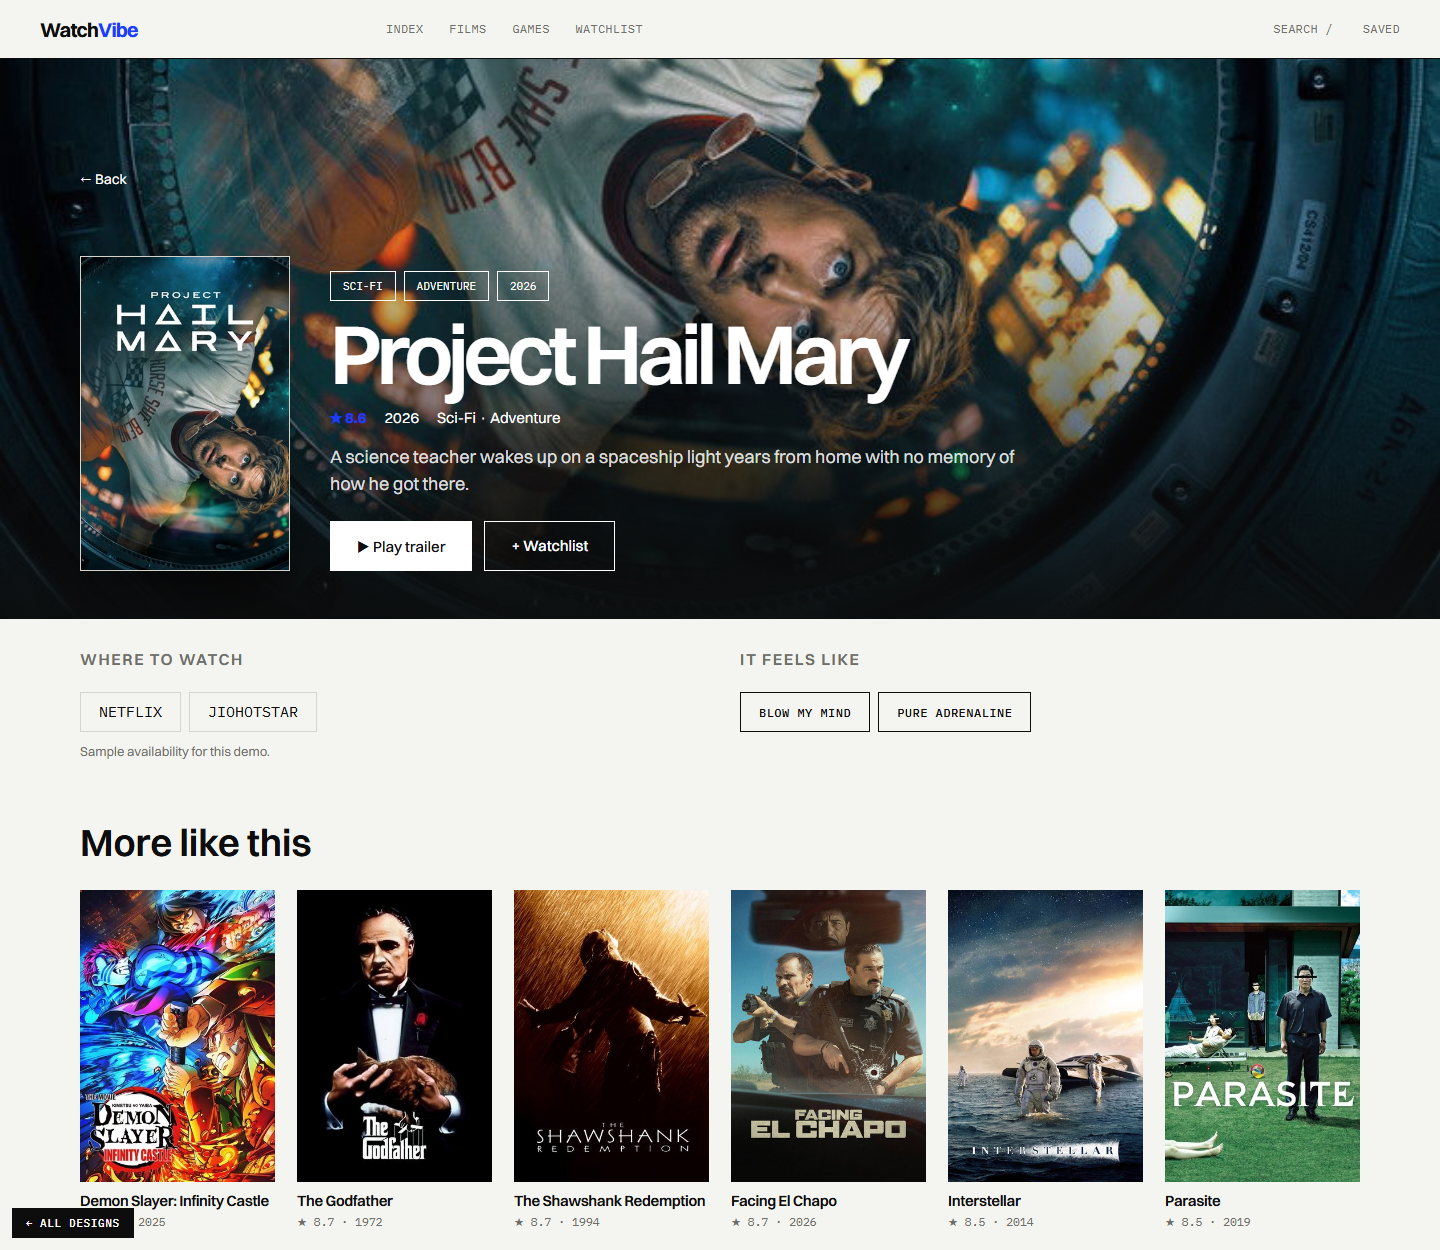 WatchVibe
INDEX FILMS GAMES WATCHLIST
SEARCH / SAVED
← Back
PROJECT
HAIL
MARY
SCI-FI ADVENTURE 2026
Project Hail Mary
★ 8.6 2026 Sci-Fi · Adventure
A science teacher wakes up on a spaceship light years from home with no memory of
how he got there.
▶ Play trailer + Watchlist
WHERE TO WATCH
NETFLIX JIOHOTSTAR
Sample availability for this demo.
IT FEELS LIKE
BLOW MY MIND PURE ADRENALINE
More like this
DEMON
SLAYER
INFINITY CASTLE
The
Godfather
THE
SHAWSHANK
REDEMPTION
FACING
EL CHAPO
INTERSTELLAR
PARASITE
Demon Slayer: Infinity Castle
2025
The Godfather
★ 8.7 · 1972
The Shawshank Redemption
★ 8.7 · 1994
Facing El Chapo
★ 8.7 · 2026
Interstellar
★ 8.5 · 2014
Parasite
★ 8.5 · 2019
← ALL DESIGNS